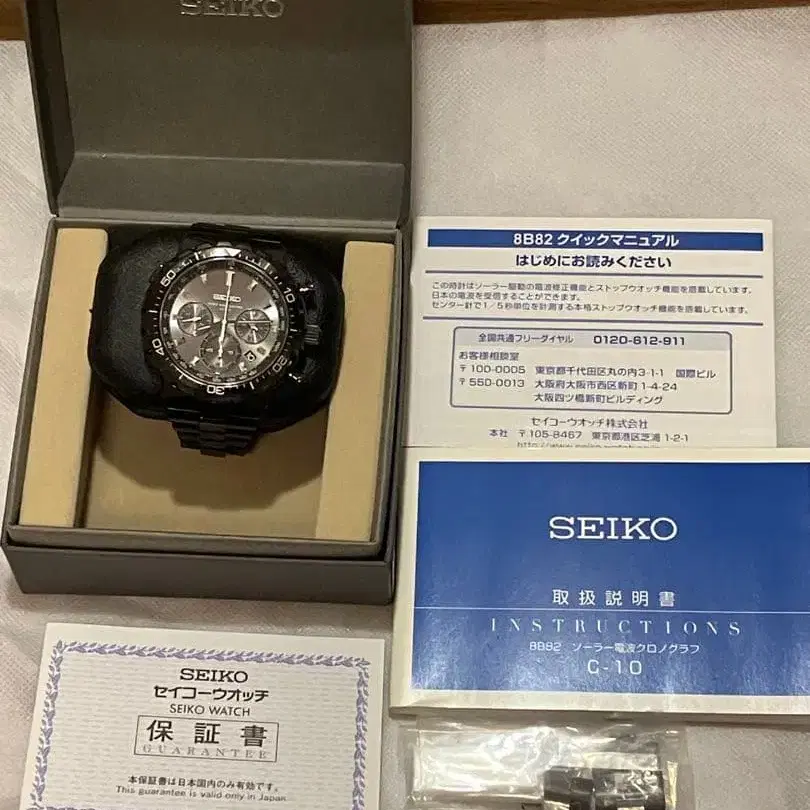 SEIKO
50
10
20
30
40
SEIKO
8B82 クイックマニュアル
はじめにお読みください
この時計はソーラー駆動の電波修正機能とストップウオッチ機能を搭載しています。
日本の電波を受信することができます。
センター針で1/5秒単位を計測する本格ストップウオッチ機能を搭載しています。
全国共通フリーダイヤル 0120-612-911
お客様相談室
〒100-0005 東京都千代田区丸の内3-1-1 国際ビル
〒550-0013 大阪府大阪市西区新町1-4-24
大阪四ツ橋新町ビルディング
セイコーウオッチ株式会社
本社 〒105-8467 東京都港区芝浦1-2-1
SEIKO
取扱説明書
INSTRUCTIONS
8B92 ソーラー電波クロノグラフ
C-10
SEIKO
セイコーウオッチ
SEIKO WATCH
保証書
GUARANTEE
本保証書は日本国内のみ有効です。
This guarantee is valid only in Japan.